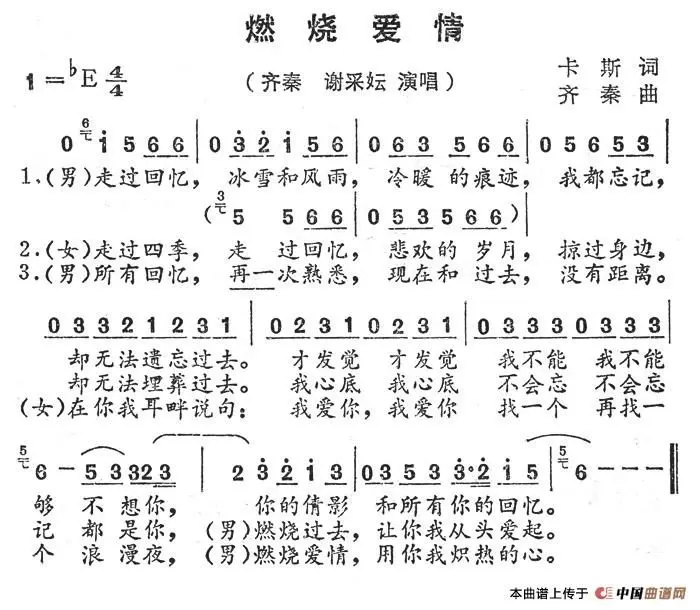 燃烧爱情
1=♭E 4/4 （齐秦 谢采妘 演唱） 卡斯词
齐秦曲
0 6 1 5 6 6 | 0 3 2 1 5 6 6 | 0 6 3 5 6 6 | 0 5 6 5 3 |
1.(男)走过回忆，冰雪和风雨，冷暖的痕迹，我都忘记，
( 3 5 5 6 6 | 0 5 3 5 6 6 )
2.(女)走过四季，走过回忆，悲欢的岁月，掠过身边，
3.(男)所有回忆，再一次熟悉，现在和过去，没有距离。
0 3 3 2 1 2 3 1 | 0 2 3 1 0 2 3 1 | 0 3 3 3 0 3 3 3 |
却无法遗忘过去。才发觉 才发觉 我不能 我不能
却无法埋葬过去。我心底 我心底 不会忘 不会忘
(女)在你我耳畔说句：我爱你，我爱你 找一个 再找一
5 6 - 5 3 3 2 3 | 2 3 2 1 3 | 0 3 5 3 3·2 1 5 | 5 6 - - - ‖
够不想你，你的倩影 和所有你的回忆。
记都是你，(男)燃烧过去，让你我从头爱起。
个浪漫夜，(男)燃烧爱情，用你我炽热的心。
本曲谱上传于 中国曲谱网